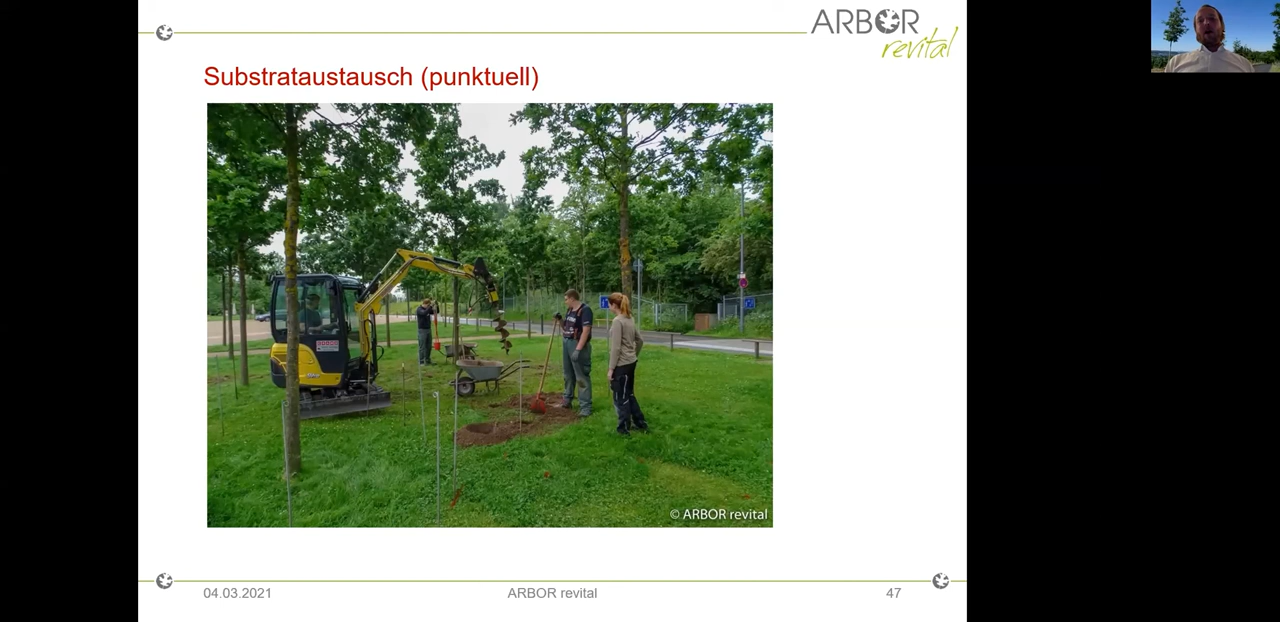 ARBOR
revital
Substrataustausch (punktuell)
© ARBOR revital
04.03.2021
ARBOR revital
47